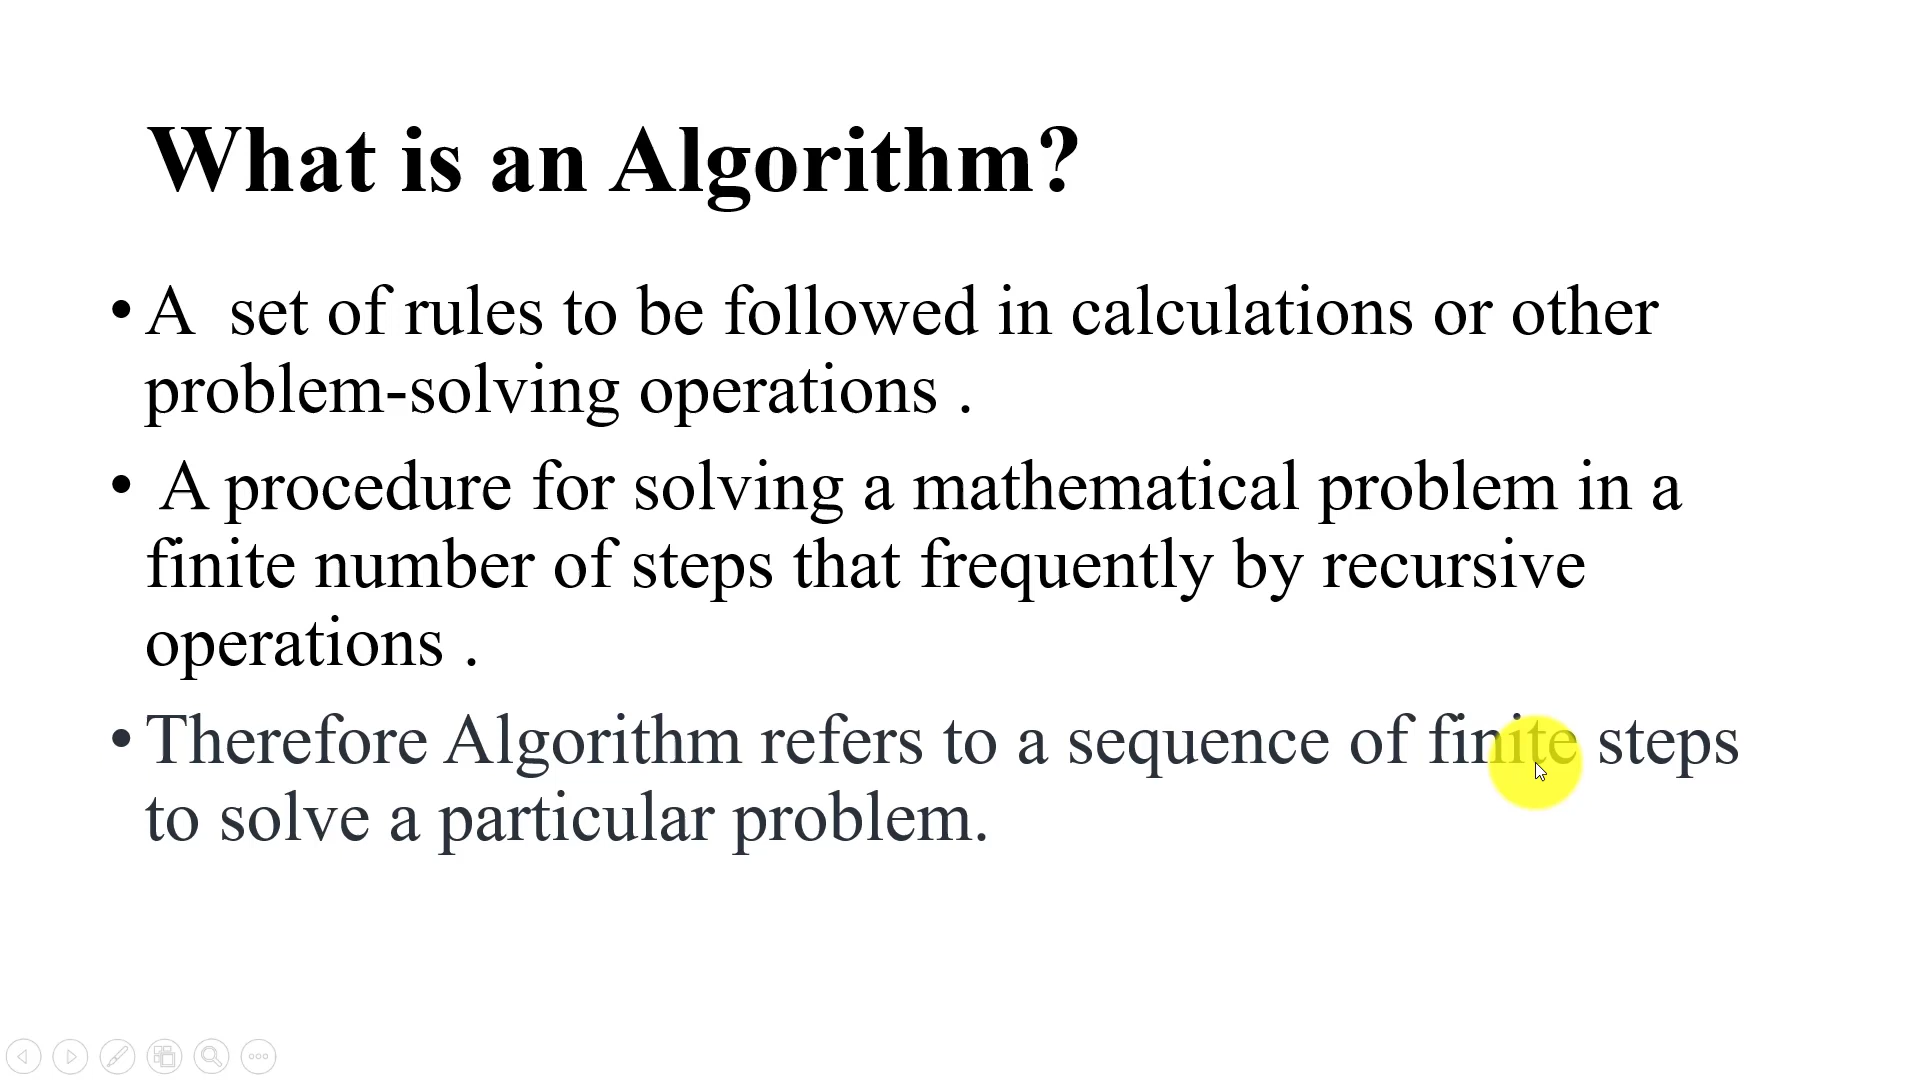 What is an Algorithm?
• A  set of rules to be followed in calculations or other
problem-solving operations .
•  A procedure for solving a mathematical problem in a
finite number of steps that frequently by recursive
operations .
• Therefore Algorithm refers to a sequence of finite steps
to solve a particular problem.